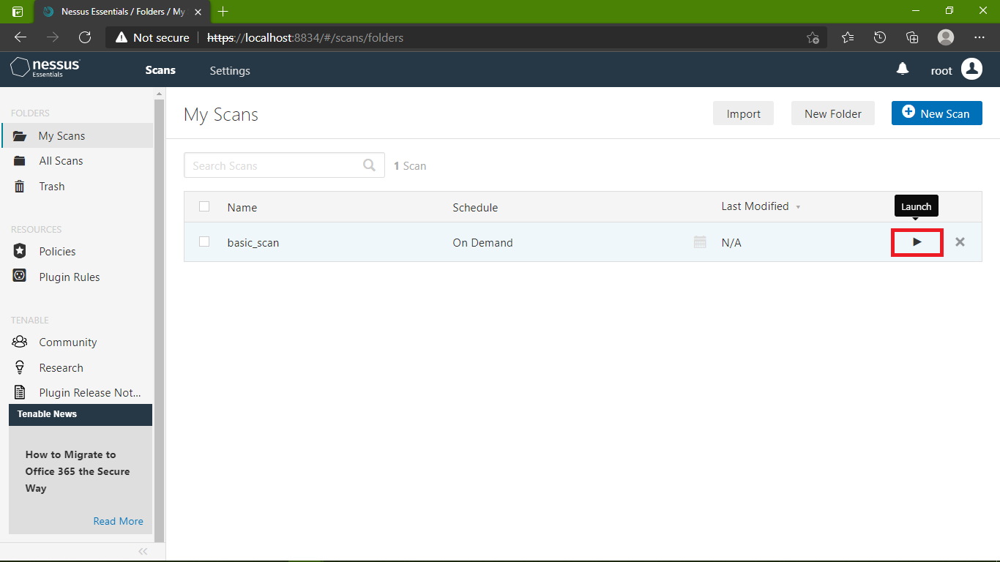 Nessus Essentials / Folders / My
Not secure
https://localhost:8834/#/scans/folders
nessus
Essentials
Scans
Settings
root
FOLDERS
My Scans
All Scans
Trash
RESOURCES
Policies
Plugin Rules
TENABLE
Community
Research
Plugin Release Not...
Tenable News
How to Migrate to
Office 365 the Secure
Way
Read More
My Scans
Import
New Folder
New Scan
Search Scans
1 Scan
Name
Schedule
Last Modified
Launch
basic_scan
On Demand
N/A